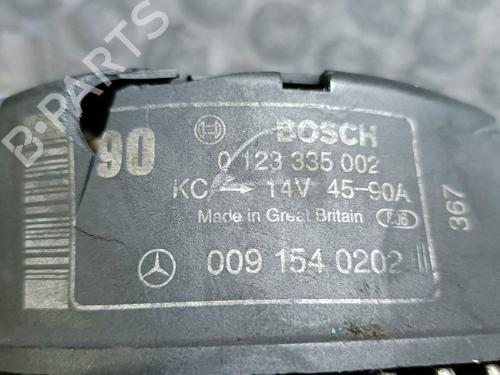 B-PARTS
90
BOSCH
0 123 335 002
KC → 14V 45-90A
Made in Great Britain
009 154 0202
367